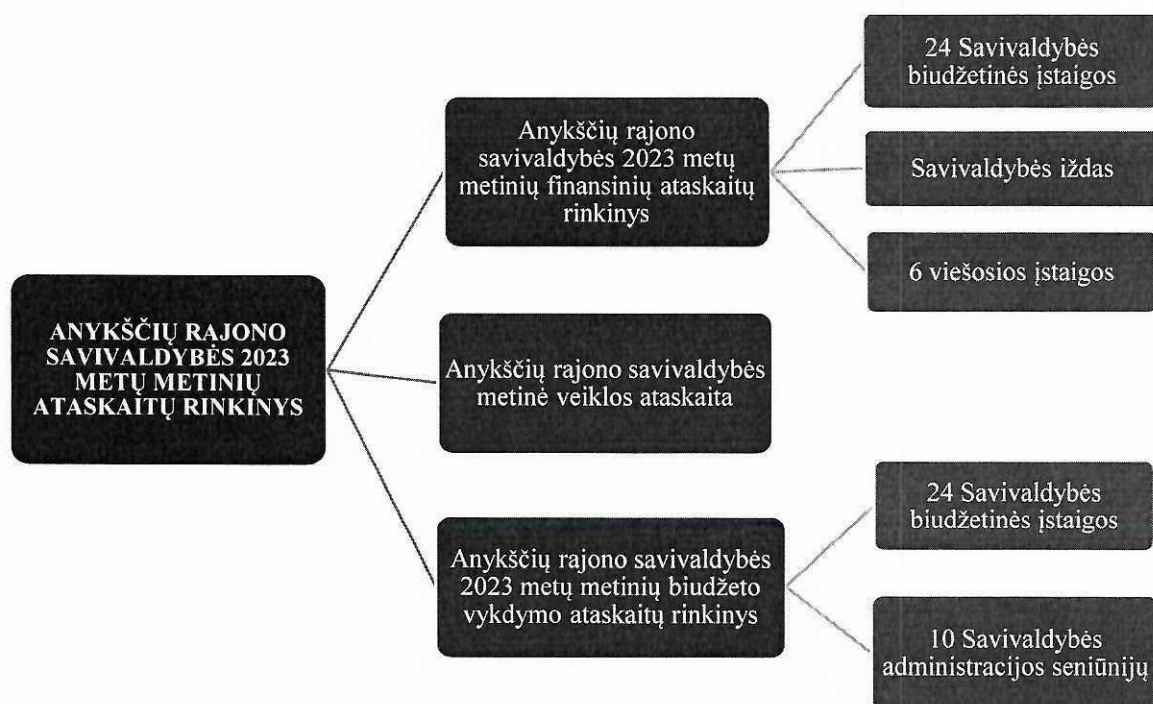 ANYKŠČIŲ RAJONO
SAVIVALDYBĖS 2023
METŲ METINIŲ
ATASKAITŲ RINKINYS
Anykščių rajono
savivaldybės 2023 metų
metinių finansinių ataskaitų
rinkinys
24 Savivaldybės
biudžetinės įstaigos
Savivaldybės iždas
6 viešosios įstaigos
Anykščių rajono savivaldybės
metinė veiklos ataskaita
Anykščių rajono savivaldybės
2023 metų metinių biudžeto
vykdymo ataskaitų rinkinys
24 Savivaldybės
biudžetinės įstaigos
10 Savivaldybės
administracijos seniūnijų